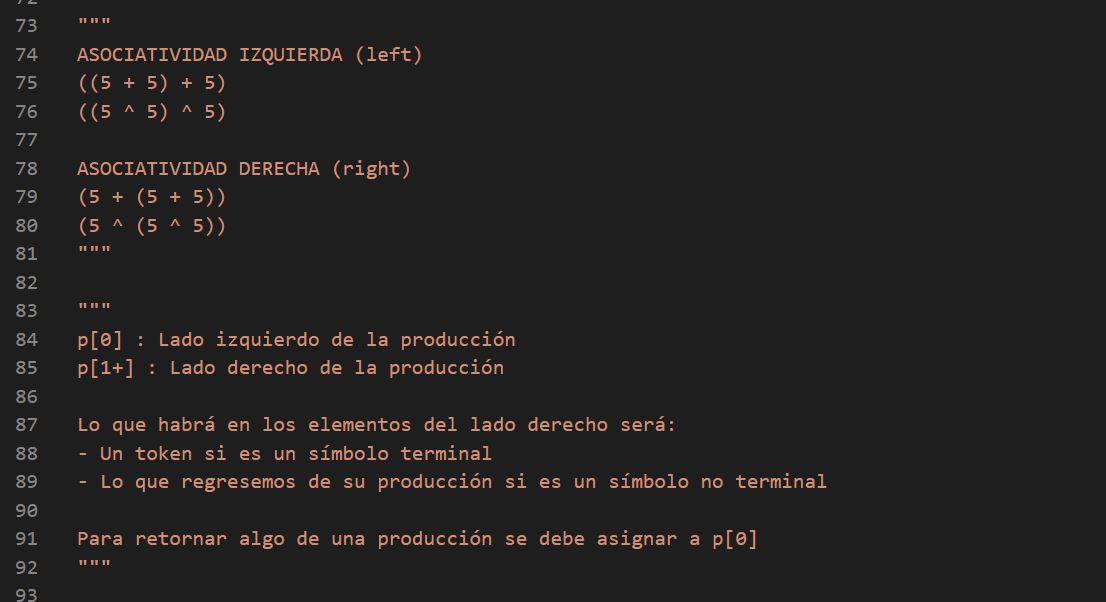 72
73 """
74 ASOCIATIVIDAD IZQUIERDA (left)
75 ((5 + 5) + 5)
76 ((5 ^ 5) ^ 5)
77
78 ASOCIATIVIDAD DERECHA (right)
79 (5 + (5 + 5))
80 (5 ^ (5 ^ 5))
81 """
82
83 """
84 p[0] : Lado izquierdo de la producción
85 p[1+] : Lado derecho de la producción
86
87 Lo que habrá en los elementos del lado derecho será:
88 - Un token si es un símbolo terminal
89 - Lo que regresemos de su producción si es un símbolo no terminal
90
91 Para retornar algo de una producción se debe asignar a p[0]
92 """
93